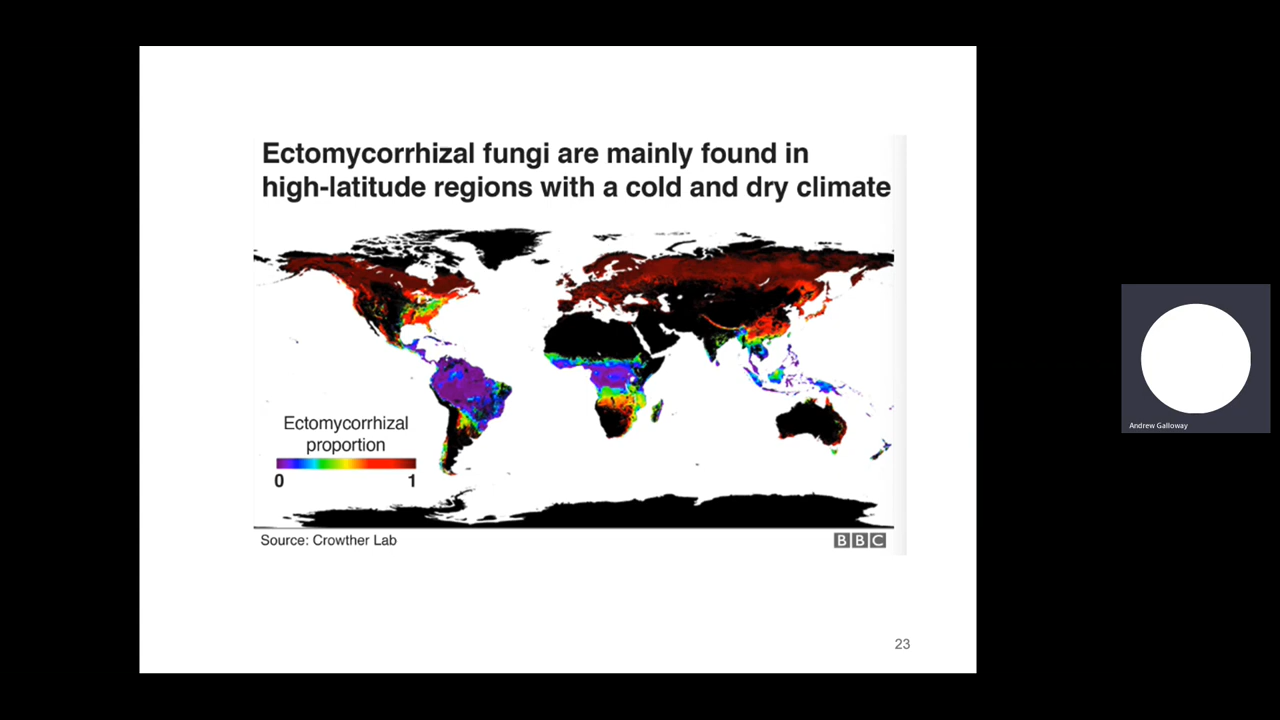 Ectomycorrhizal fungi are mainly found in
high-latitude regions with a cold and dry climate
Ectomycorrhizal
proportion
0 1
Source: Crowther Lab
BBC
23
Andrew Galloway